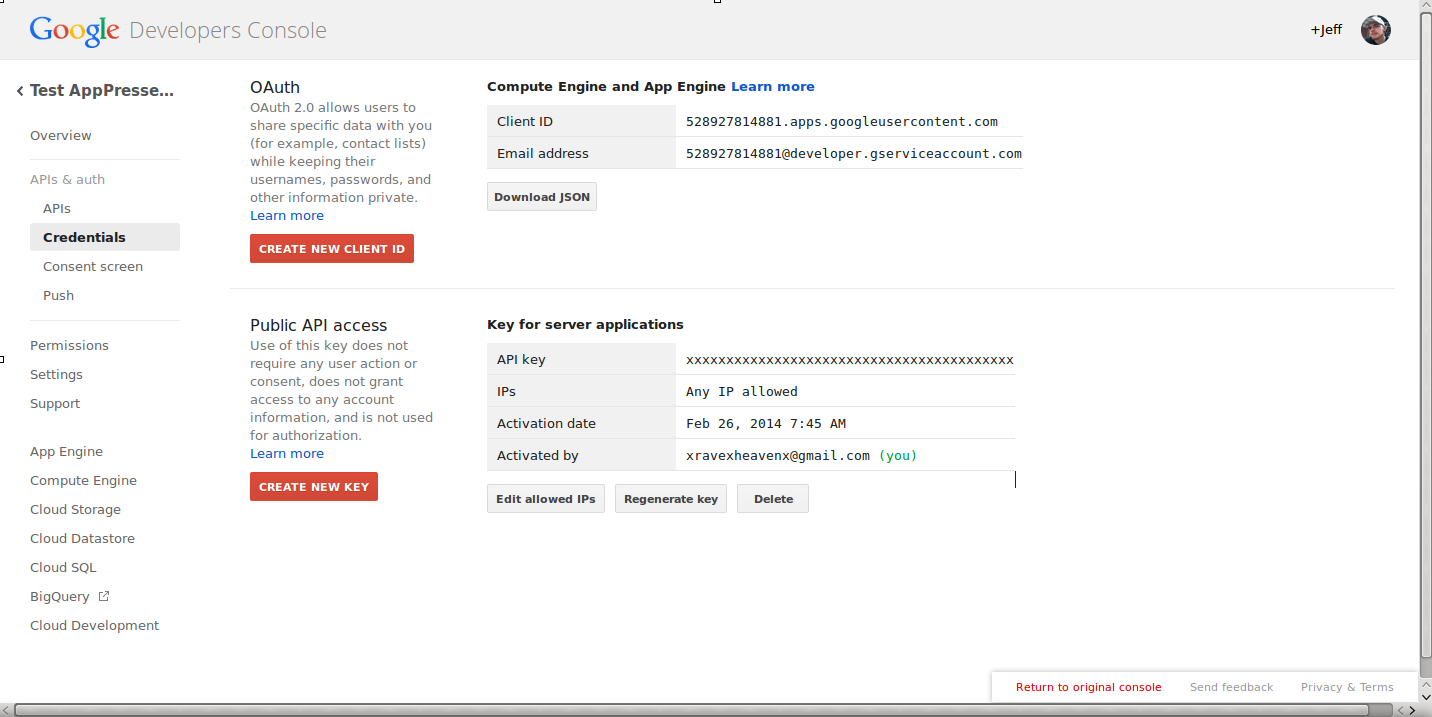 Google Developers Console
+Jeff
Test AppPresse...
Overview
APIs & auth
APIs
Credentials
Consent screen
Push
Permissions
Settings
Support
App Engine
Compute Engine
Cloud Storage
Cloud Datastore
Cloud SQL
BigQuery
Cloud Development
OAuth
OAuth 2.0 allows users to
share specific data with you
(for example, contact lists)
while keeping their
usernames, passwords, and
other information private.
Learn more
CREATE NEW CLIENT ID
Compute Engine and App Engine Learn more
Client ID 528927814881.apps.googleusercontent.com
Email address 528927814881@developer.gserviceaccount.com
Download JSON
Public API access
Use of this key does not
require any user action or
consent, does not grant
access to any account
information, and is not used
for authorization.
Learn more
CREATE NEW KEY
Key for server applications
API key xxxxxxxxxxxxxxxxxxxxxxxxxxxxxxxxxxxxxxxxx
IPs Any IP allowed
Activation date Feb 26, 2014 7:45 AM
Activated by xravexheavenx@gmail.com (you)
Edit allowed IPs Regenerate key Delete
Return to original console Send feedback Privacy & Terms